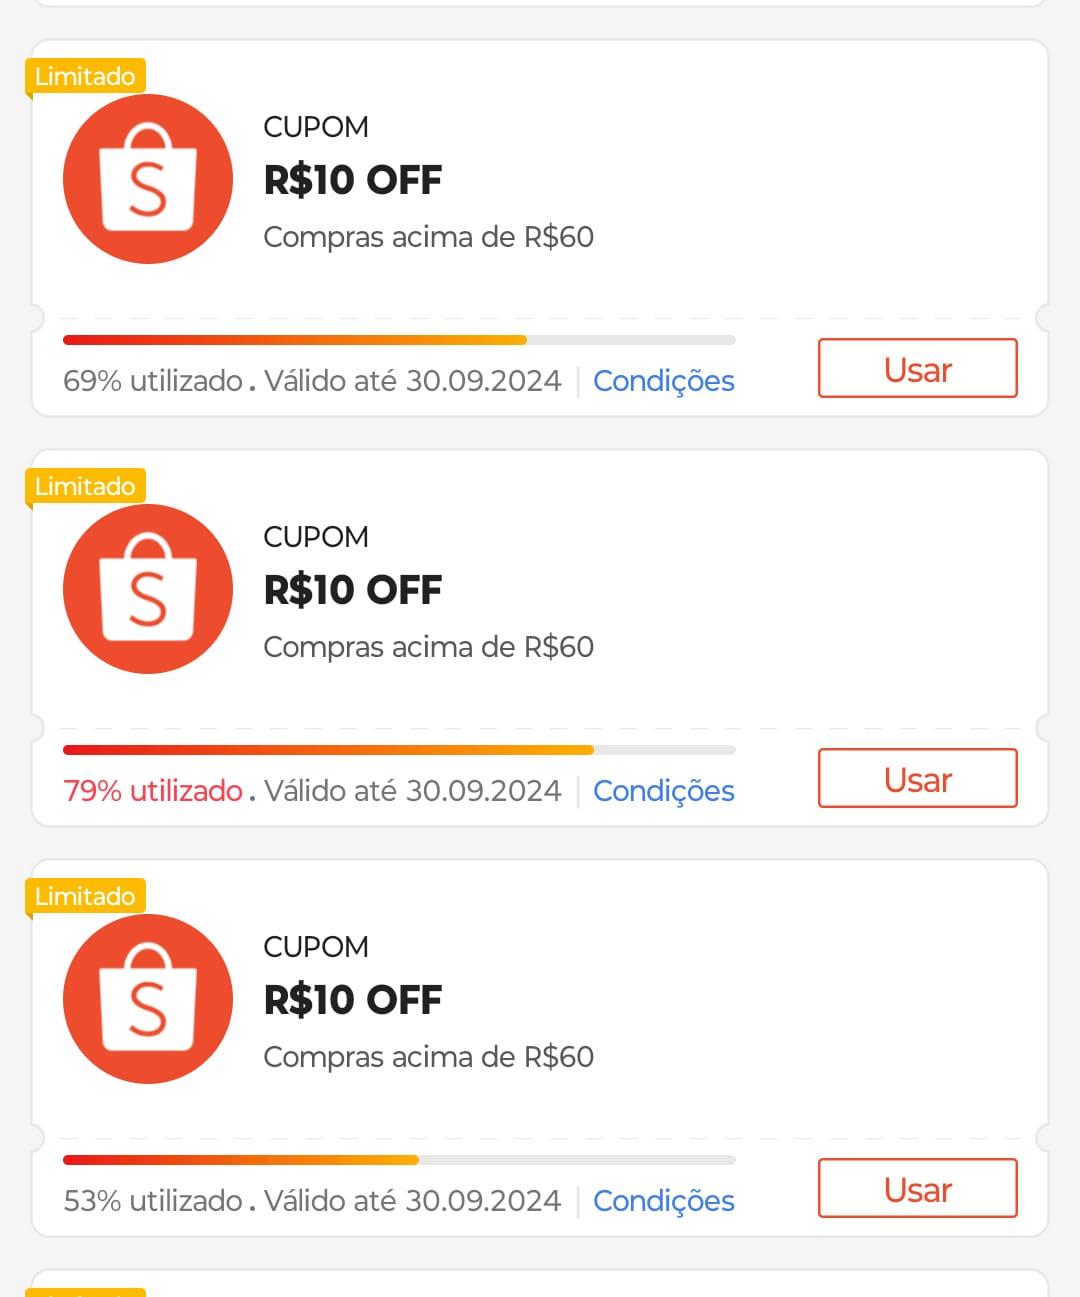 Limitado
CUPOM
R$10 OFF
Compras acima de R$60
69% utilizado . Válido até 30.09.2024 | Condições
Usar
Limitado
CUPOM
R$10 OFF
Compras acima de R$60
79% utilizado . Válido até 30.09.2024 | Condições
Usar
Limitado
CUPOM
R$10 OFF
Compras acima de R$60
53% utilizado . Válido até 30.09.2024 | Condições
Usar